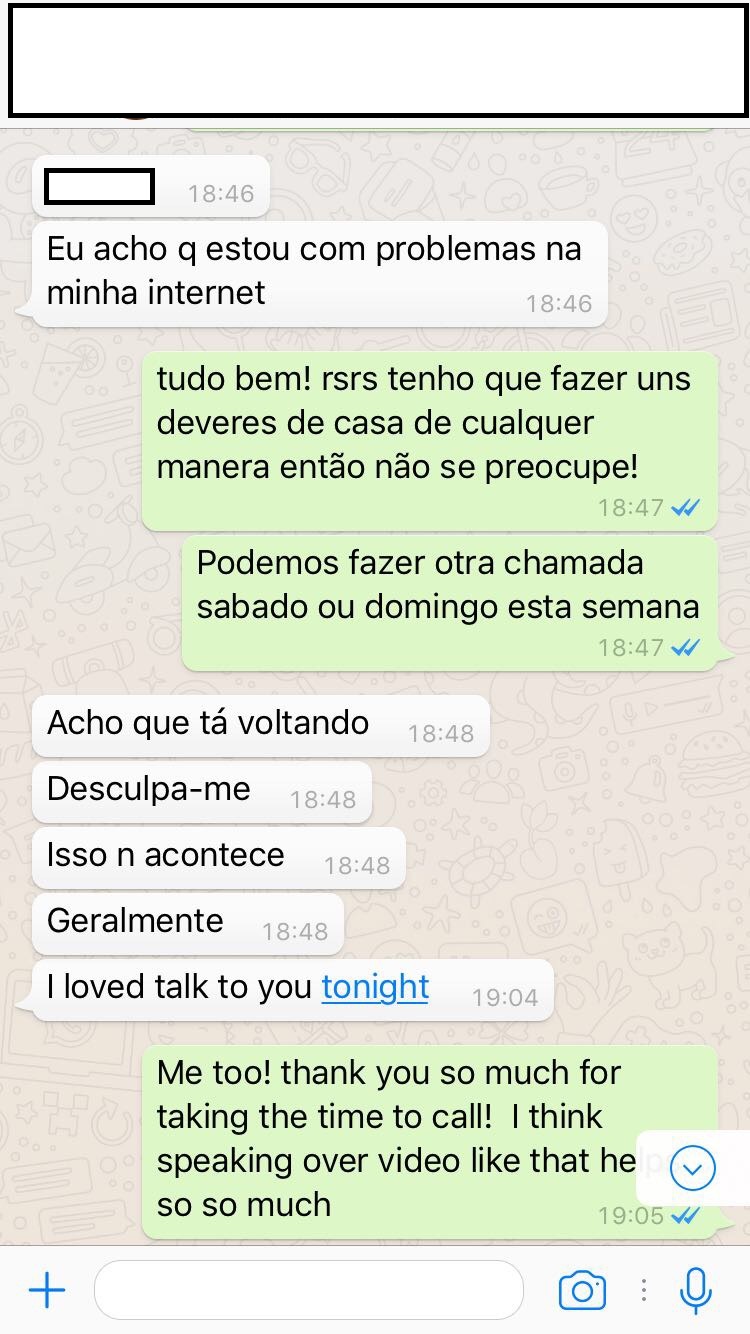 18:46
Eu acho q estou com problemas na
minha internet
18:46
tudo bem! rsrs tenho que fazer uns
deveres de casa de cualquer
manera então não se preocupe!
18:47
Podemos fazer otra chamada
sabado ou domingo esta semana
18:47
Acho que tá voltando 18:48
Desculpa-me 18:48
Isso n acontece 18:48
Geralmente 18:48
I loved talk to you tonight 19:04
Me too! thank you so much for
taking the time to call! I think
speaking over video like that helps
so so much
19:05